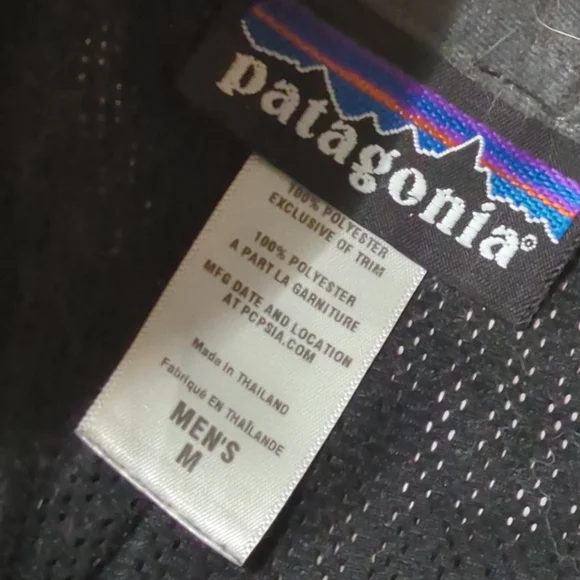 patagonia®
100% POLYESTER
EXCLUSIVE OF TRIM
100% POLYESTER
A PART LA GARNITURE
MFG DATE AND LOCATION
AT PCPSIA.COM
Made in THAILAND
Fabriqué EN THAÏLANDE
MEN'S
M